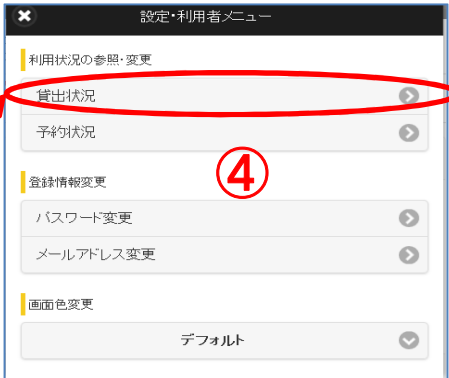 設定・利用者メニュー
利用状況の参照・変更
貸出状況
予約状況
④
登録情報変更
パスワード変更
メールアドレス変更
画面色変更
デフォルト